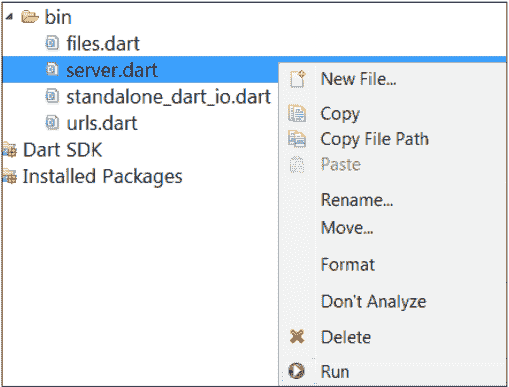 bin
files.dart
server.dart
standalone_dart_io.dart
urls.dart
Dart SDK
Installed Packages
New File...
Copy
Copy File Path
Paste
Rename...
Move...
Format
Don't Analyze
Delete
Run